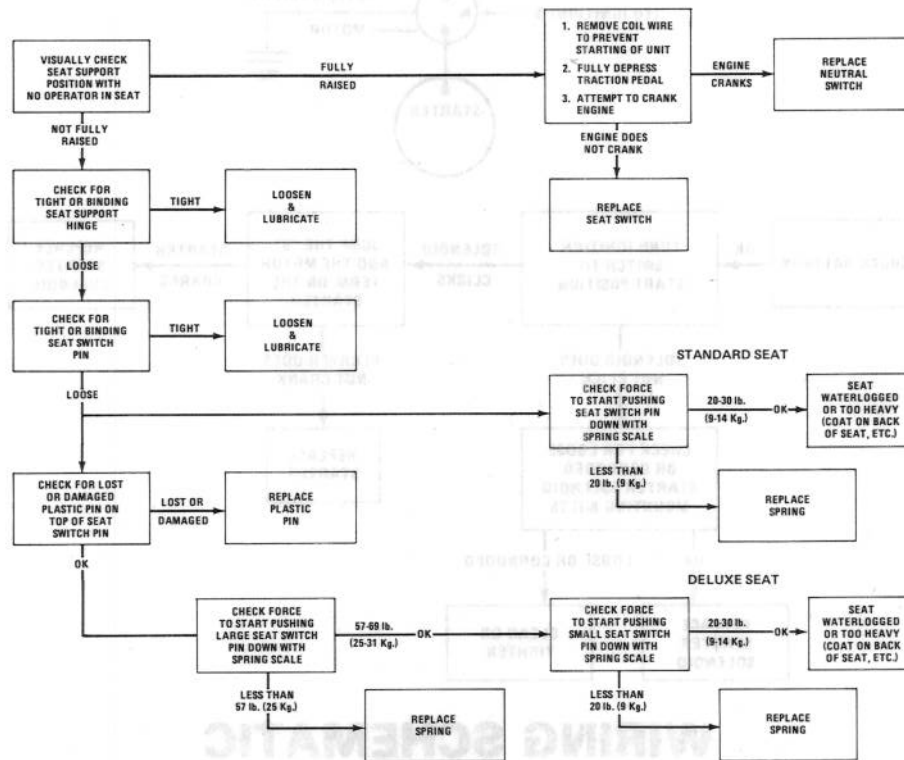 VISUALLY CHECK
SEAT SUPPORT
POSITION WITH
NO OPERATOR IN SEAT
FULLY
RAISED
1. REMOVE COIL WIRE
TO PREVENT
STARTING OF UNIT
2. FULLY DEPRESS
TRACTION PEDAL
3. ATTEMPT TO CRANK
ENGINE
ENGINE
CRANKS
REPLACE
NEUTRAL
SWITCH
NOT FULLY
RAISED
ENGINE DOES
NOT CRANK
CHECK FOR
TIGHT OR BINDING
SEAT SUPPORT
HINGE
TIGHT
LOOSEN
&
LUBRICATE
REPLACE
SEAT SWITCH
LOOSE
CHECK FOR
TIGHT OR BINDING
SEAT SWITCH
PIN
TIGHT
LOOSEN
&
LUBRICATE
LOOSE
STANDARD SEAT
CHECK FORCE
TO START PUSHING
SEAT SWITCH PIN
DOWN WITH
SPRING SCALE
20-30 lb.
(9-14 Kg.)
OK
SEAT
WATERLOGGED
OR TOO HEAVY
(COAT ON BACK
OF SEAT, ETC.)
LESS THAN
20 lb. (9 Kg.)
REPLACE
SPRING
CHECK FOR LOST
OR DAMAGED
PLASTIC PIN ON
TOP OF SEAT
SWITCH PIN
LOST OR
DAMAGED
REPLACE
PLASTIC
PIN
OK
DELUXE SEAT
CHECK FORCE
TO START PUSHING
LARGE SEAT SWITCH
PIN DOWN WITH
SPRING SCALE
57-69 lb.
(25-31 Kg.)
OK
CHECK FORCE
TO START PUSHING
SMALL SEAT SWITCH
PIN DOWN WITH
SPRING SCALE
20-30 lb.
(9-14 Kg.)
OK
SEAT
WATERLOGGED
OR TOO HEAVY
(COAT ON BACK
OF SEAT, ETC.)
LESS THAN
57 lb. (25 Kg.)
REPLACE
SPRING
LESS THAN
20 lb. (9 Kg.)
REPLACE
SPRING
WIRING SCHEMATIC